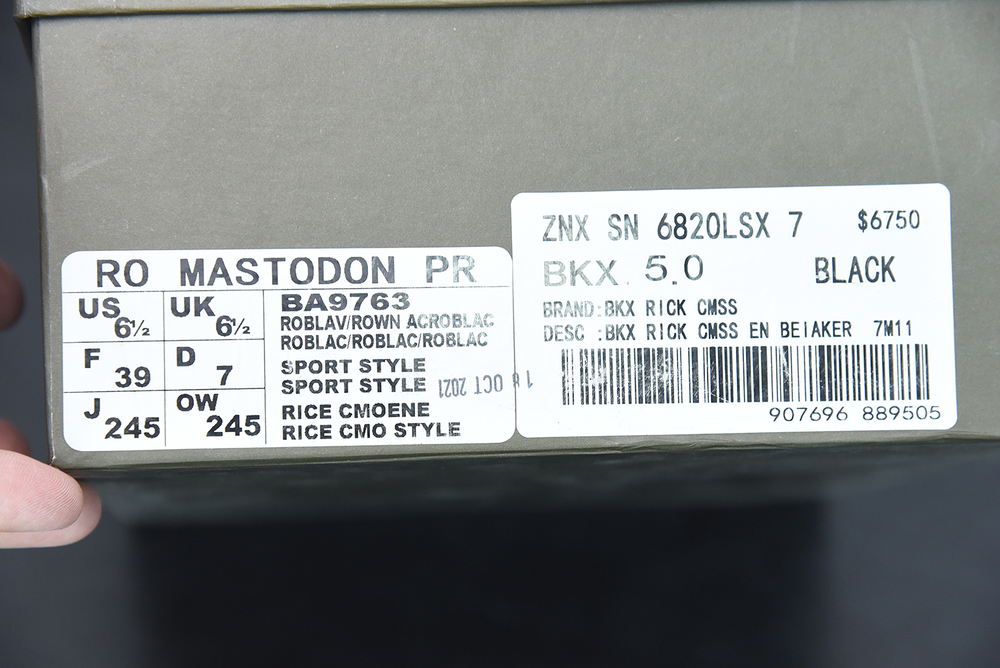 RO MASTODON PR
US 6½ UK 6½
F 39 D 7
J 245 OW 245
BA9763
ROBLAV/ROWN ACROBLAC
ROBLAC/ROBLAC/ROBLAC
SPORT STYLE
SPORT STYLE
RICE CMOENE
RICE CMO STYLE
OCT 2021
ZNX SN 6820LSX 7 $6750
BKX 5.0 BLACK
BRAND:BKX RICK CMSS
DESC :BKX RICK CMSS EN BEIAKER 7M11
907696 889505